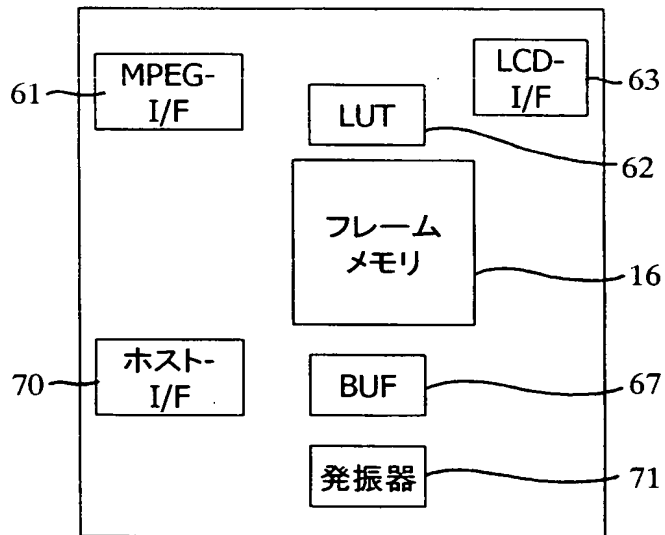 MPEG-
I/F
61
LCD-
I/F
63
LUT
62
フレーム
メモリ
16
ホスト-
I/F
70
BUF
67
発振器
71